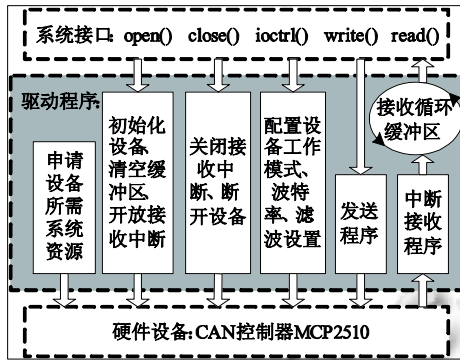 系统接口: open() close() ioctrl() write() read()
驱动程序:
接收循环
缓冲区
申请
设备
所需
系统
资源
初始化
设备、
清空缓
冲区、开
放接收
中断
关闭接
收中
断、断
开设备
配置设
备工作
模式、
波特
率、滤
波设置
发送
程序
中断
接收
程序
硬件设备:CAN控制器MCP2510